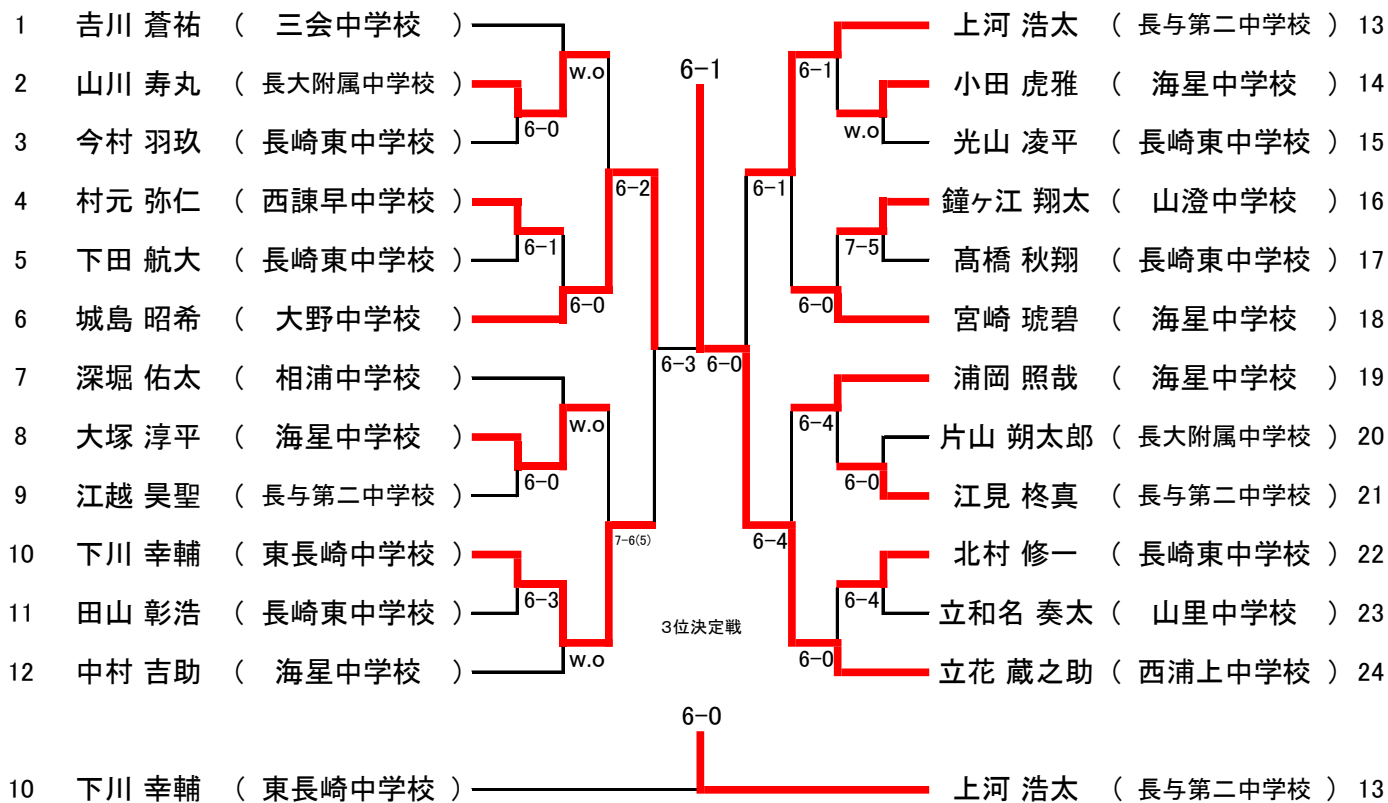 1 𠮷川 蒼祐 （ 三会中学校 ）
2 山川 寿丸 （ 長大附属中学校 ）
3 今村 羽玖 （ 長崎東中学校 ）
4 村元 弥仁 （ 西諫早中学校 ）
5 下田 航大 （ 長崎東中学校 ）
6 城島 昭希 （ 大野中学校 ）
7 深堀 佑太 （ 相浦中学校 ）
8 大塚 淳平 （ 海星中学校 ）
9 江越 昊聖 （ 長与第二中学校 ）
10 下川 幸輔 （ 東長崎中学校 ）
11 田山 彰浩 （ 長崎東中学校 ）
12 中村 吉助 （ 海星中学校 ）
w.o
6-0
6-1
6-0
w.o
6-0
6-3
w.o
6-2
7-6(5)
6-3
6-1
6-0
6-1
6-4
6-1
w.o
7-5
6-0
6-4
6-0
6-4
6-0
上河 浩太 （ 長与第二中学校 ） 13
小田 虎雅 （ 海星中学校 ） 14
光山 凌平 （ 長崎東中学校 ） 15
鐘ヶ江 翔太 （ 山澄中学校 ） 16
髙橋 秋翔 （ 長崎東中学校 ） 17
宮崎 琥碧 （ 海星中学校 ） 18
浦岡 照哉 （ 海星中学校 ） 19
片山 朔太郎 （ 長大附属中学校 ） 20
江見 柊真 （ 長与第二中学校 ） 21
北村 修一 （ 長崎東中学校 ） 22
立和名 奏太 （ 山里中学校 ） 23
立花 蔵之助 （ 西浦上中学校 ） 24
３位決定戦
6-0
10 下川 幸輔 （ 東長崎中学校 ）
上河 浩太 （ 長与第二中学校 ） 13